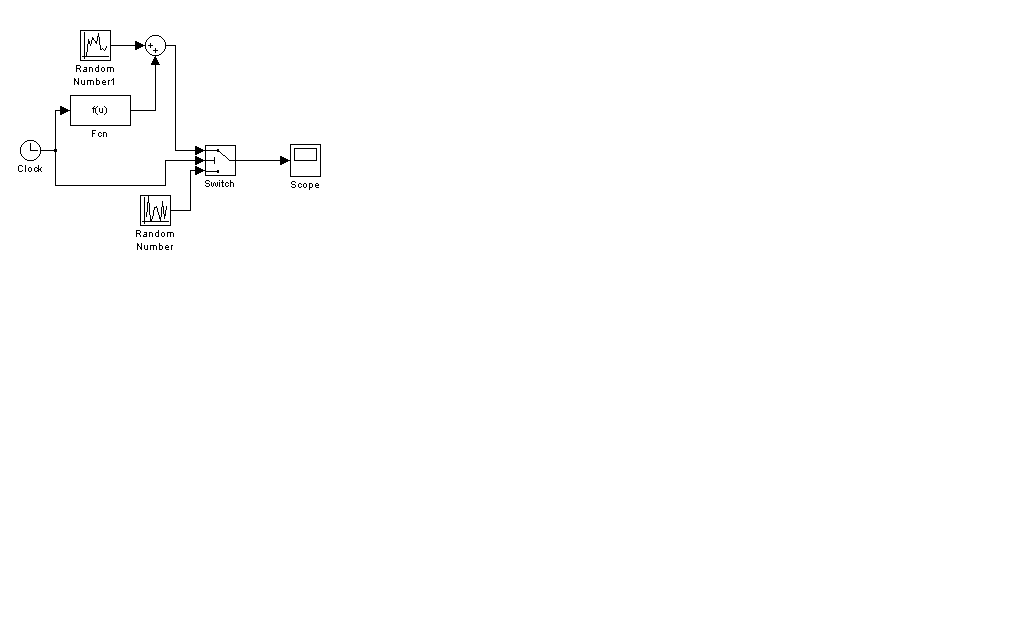 Random
Number1
f(u)
Fcn
Clock
Switch
Scope
Random
Number